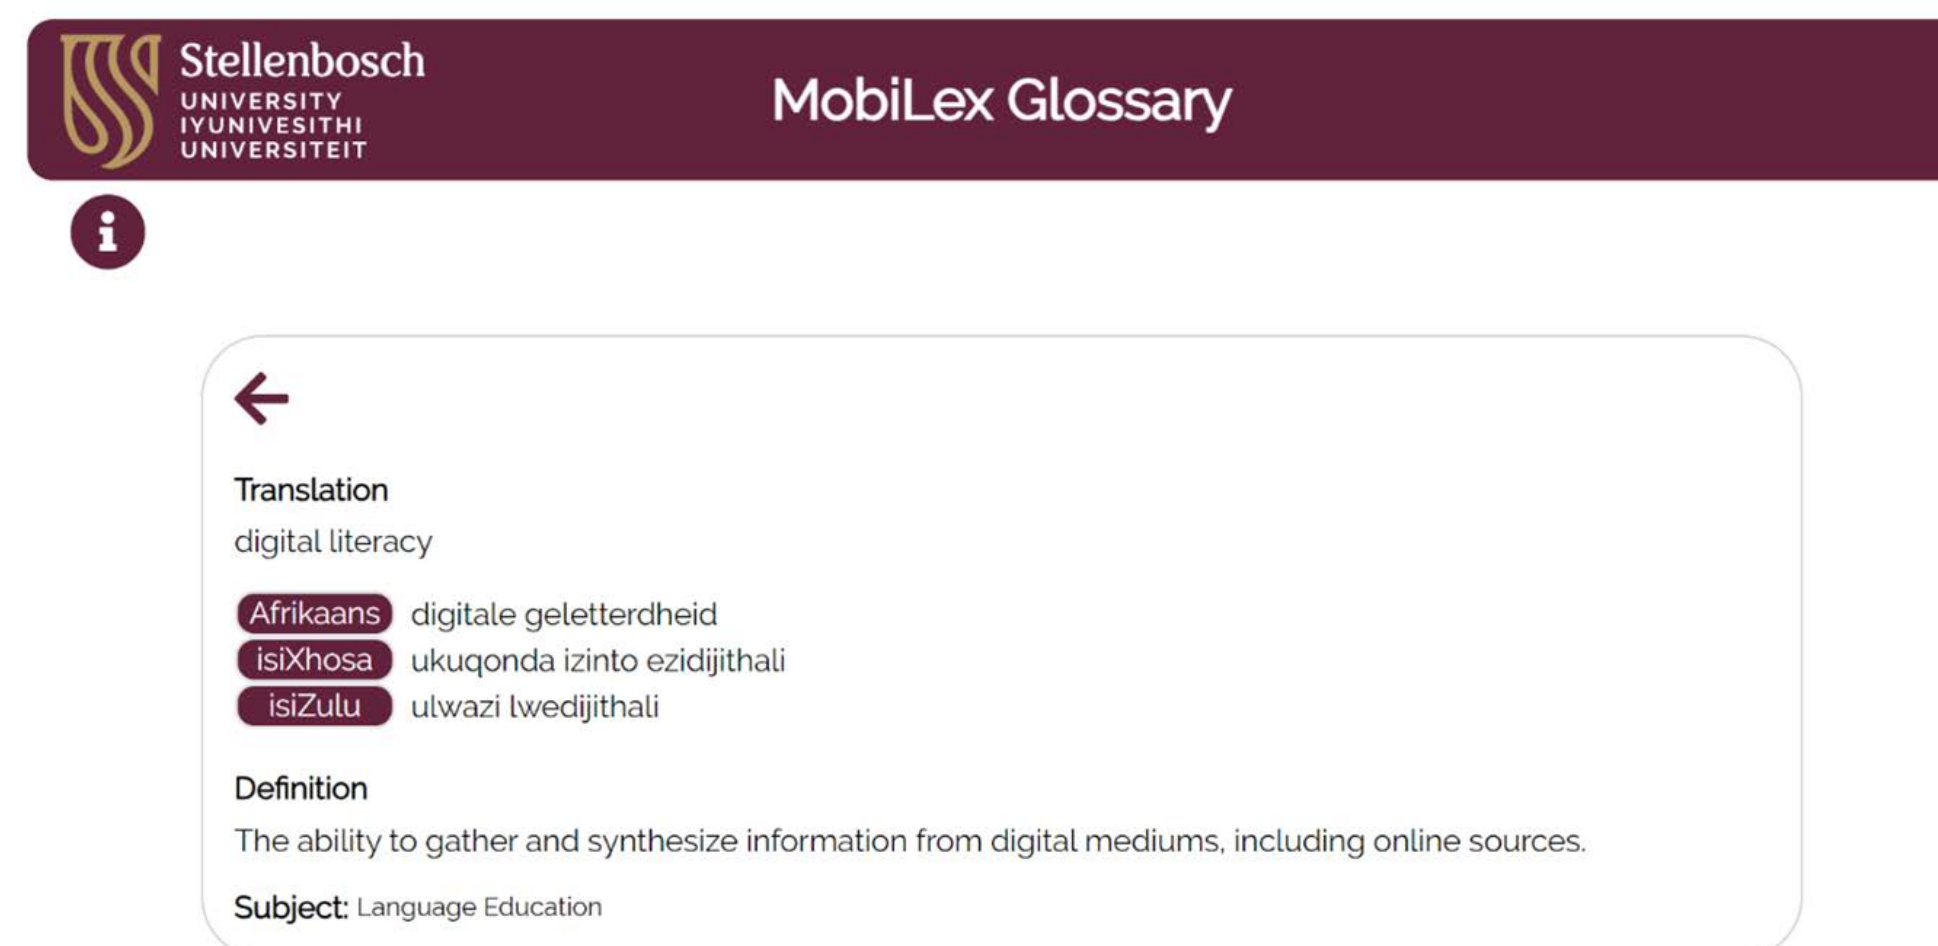 Stellenbosch
UNIVERSITY
IYUNIVESITHI
UNIVERSITEIT
MobiLex Glossary
Translation
digital literacy
Afrikaans digitale geletterdheid
isiXhosa ukuqonda izinto ezidijithali
isiZulu ulwazi lwedijithali
Definition
The ability to gather and synthesize information from digital mediums, including online sources.
Subject: Language Education